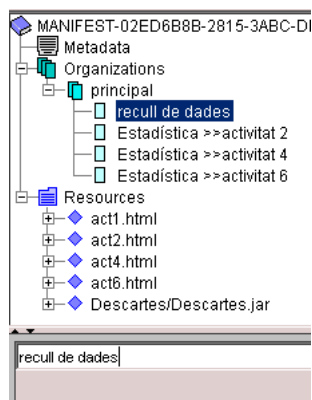 MANIFEST-02ED6B8B-2815-3ABC-D
Metadata
Organizations
principal
recull de dades
Estadística >>activitat 2
Estadística >>activitat 4
Estadística >>activitat 6
Resources
act1.html
act2.html
act4.html
act6.html
Descartes/Descartes.jar
recull de dades